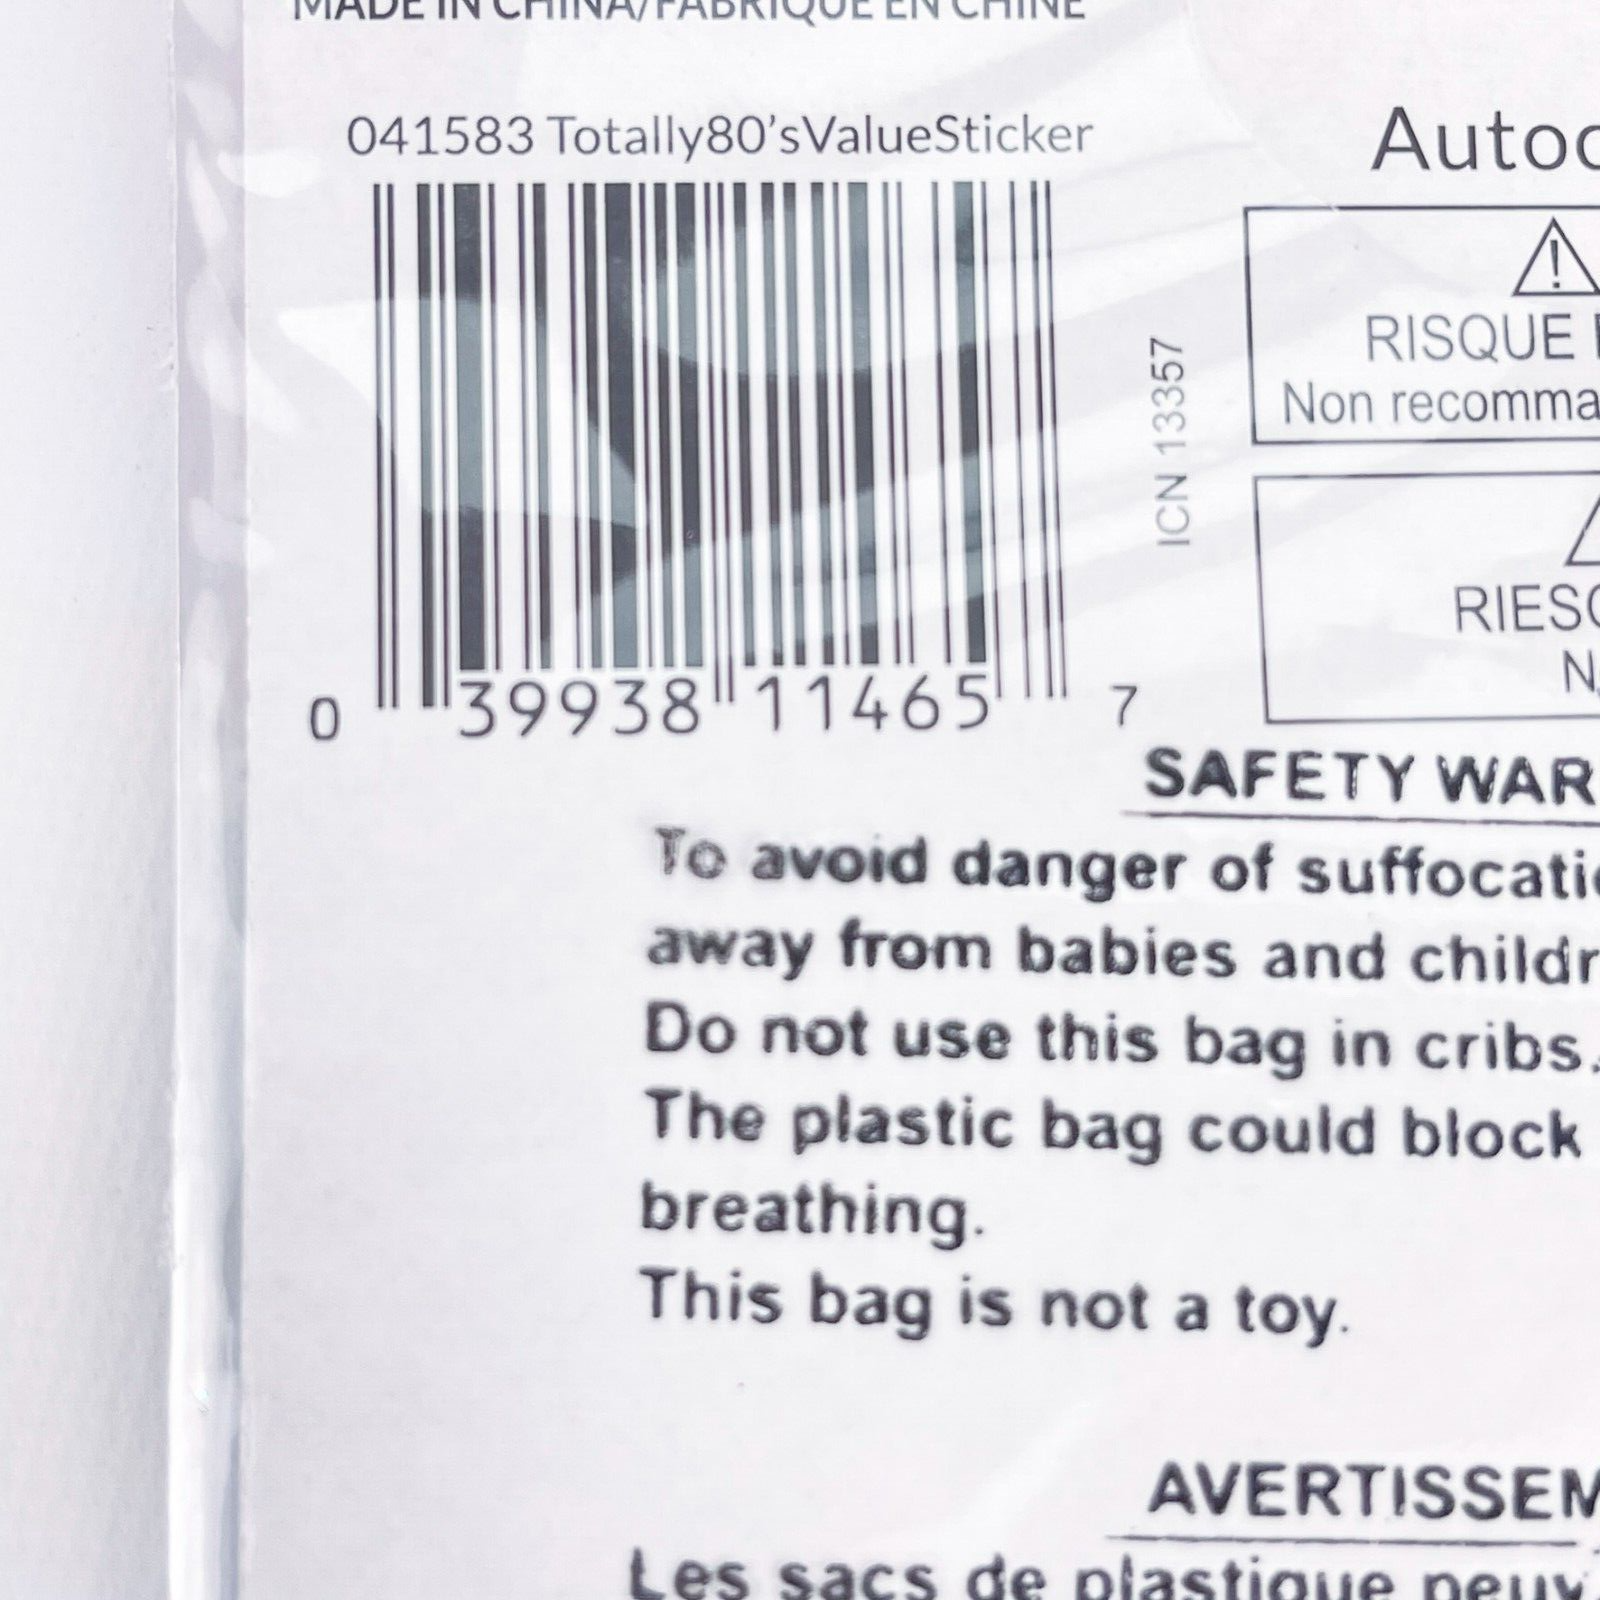 MADE IN CHINA/FABRIQUÉ EN CHINE
041583 Totally80'sValueSticker
0 39938 11465 7
ICN 13357
Autoc
RISQUE
Non recomma
RIESG
SAFETY WAR
To avoid danger of suffocatio
away from babies and childr
Do not use this bag in cribs.
The plastic bag could block
breathing.
This bag is not a toy.
AVERTISSEM
Les sacs de plastique peuv